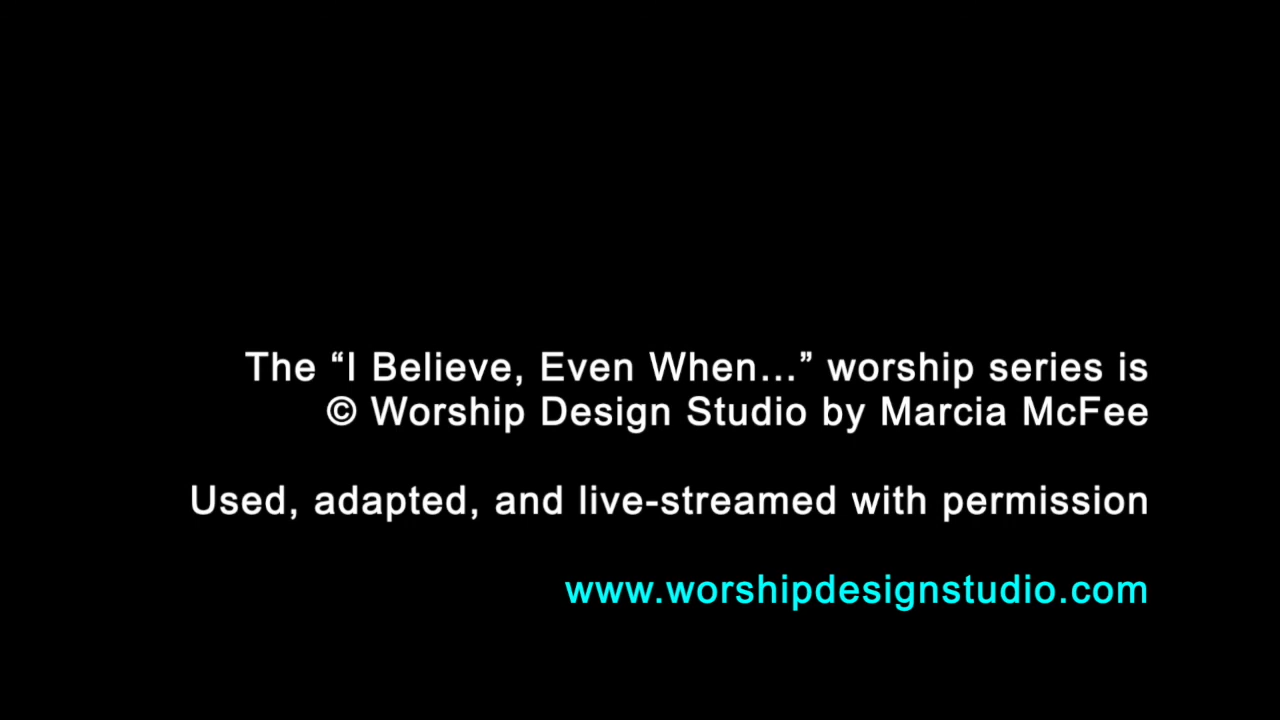 The “I Believe, Even When...” worship series is
© Worship Design Studio by Marcia McFee
Used, adapted, and live-streamed with permission
www.worshipdesignstudio.com